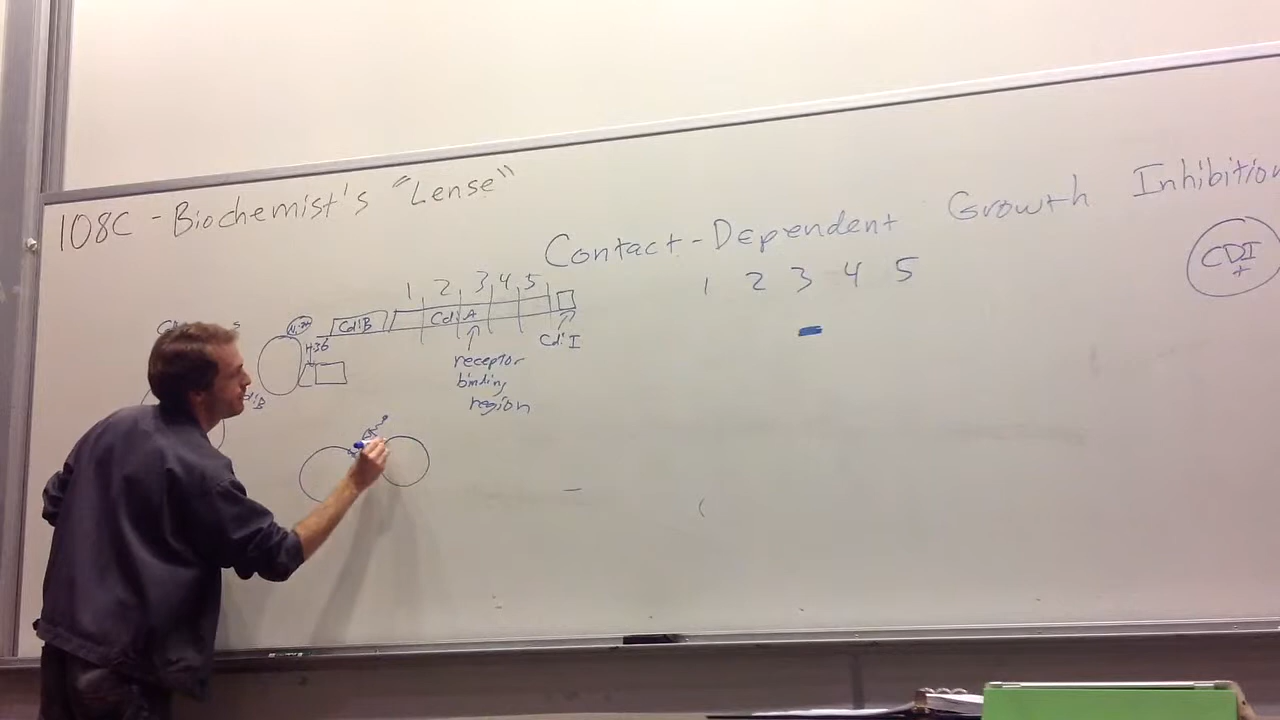 108C - Biochemist's "Lense"
Contact-Dependent Growth Inhibition
CDI
+
1 2 3 4 5
1 2 3 4 5
CdiB
CdiA
CdiI
receptor
binding
region